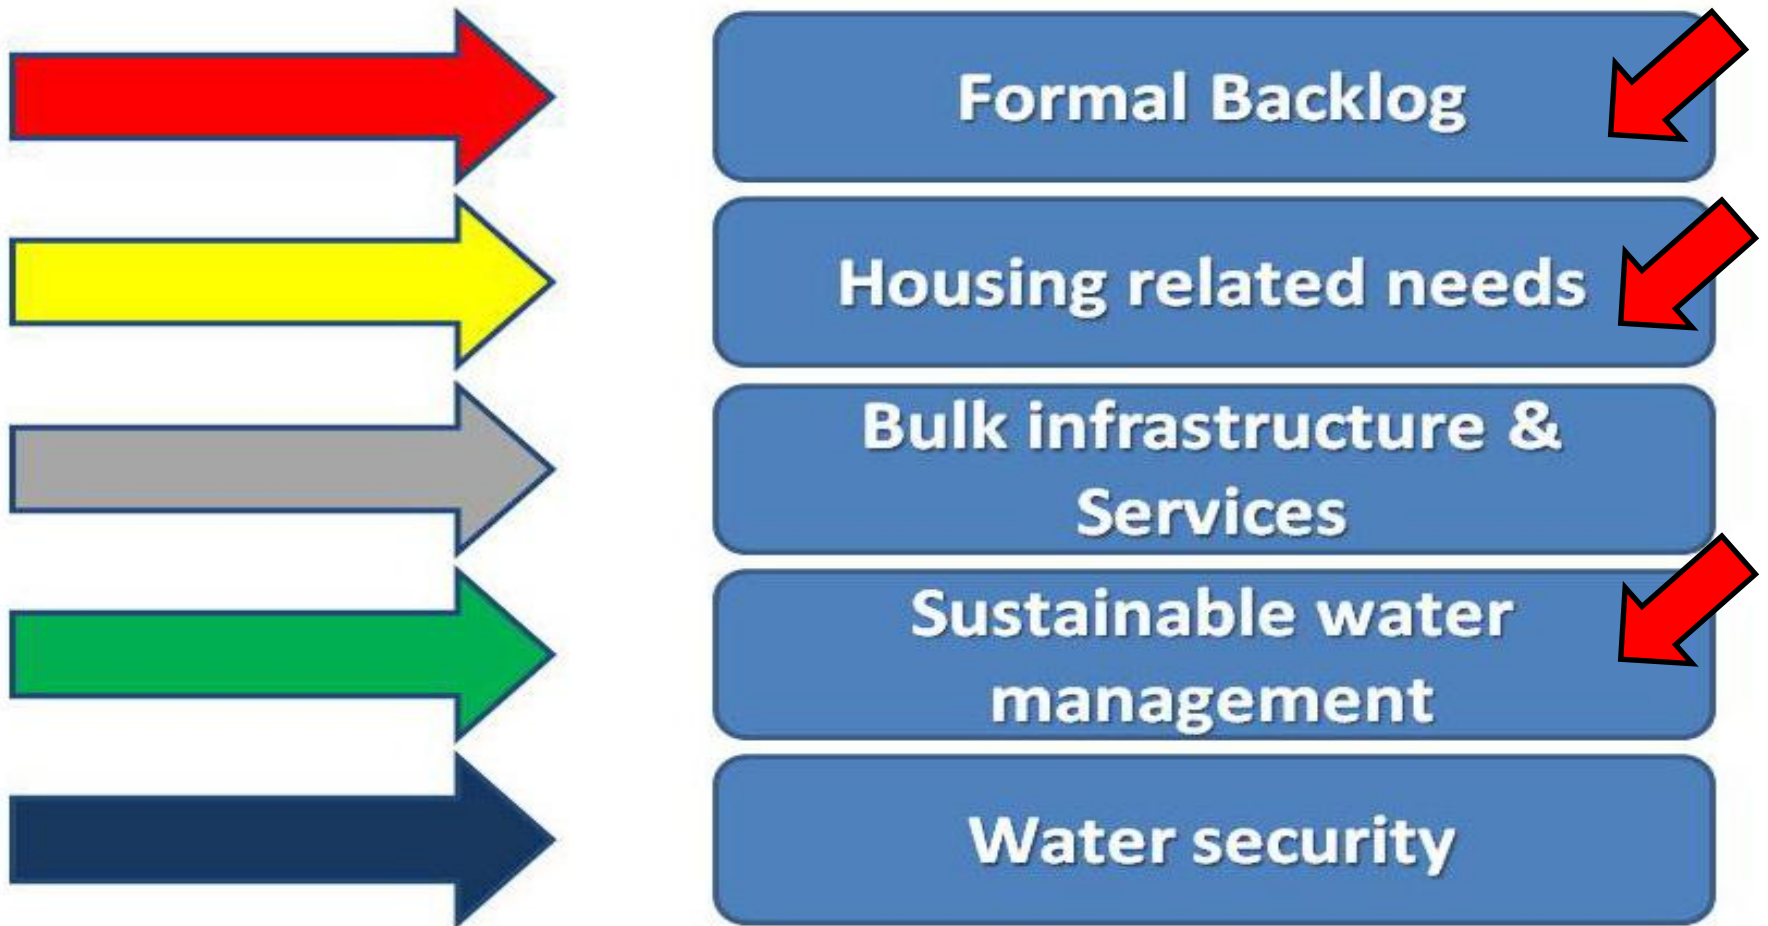 Formal Backlog
Housing related needs
Bulk infrastructure &
Services
Sustainable water
management
Water security